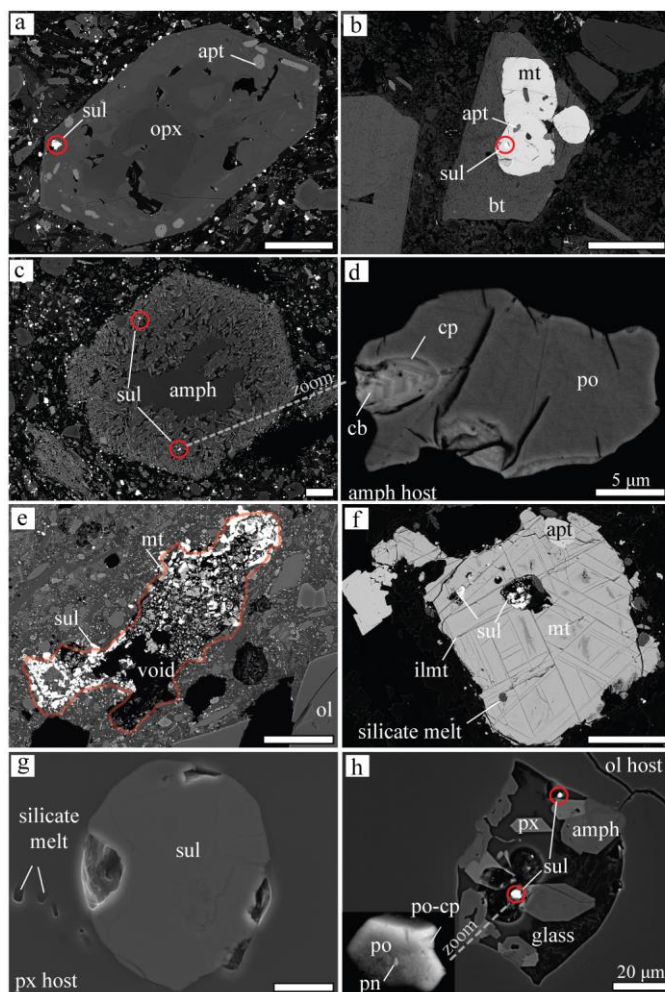 a
apt
sul
opx
b
mt
apt
sul
bt
c
sul
amph
zoom
d
cp
po
cb
amph host
5 µm
e
mt
sul
void
ol
f
apt
sul
mt
ilmt
silicate melt
g
silicate
melt
sul
px host
h
ol host
px
amph
sul
po-cp
zoom
po
pn
glass
20 µm